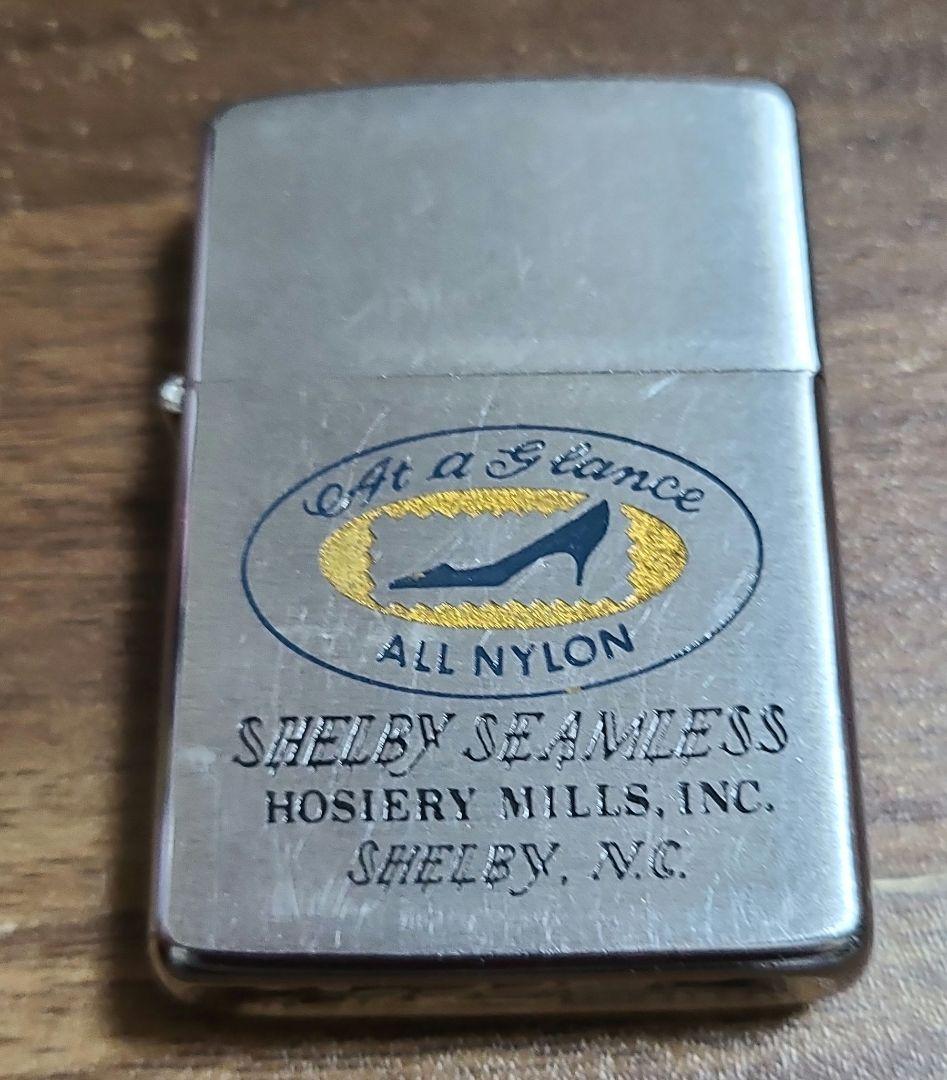 At a Glance
ALL NYLON
SHELBY SEAMLESS
HOSIERY MILLS, INC.
SHELBY, N.C.